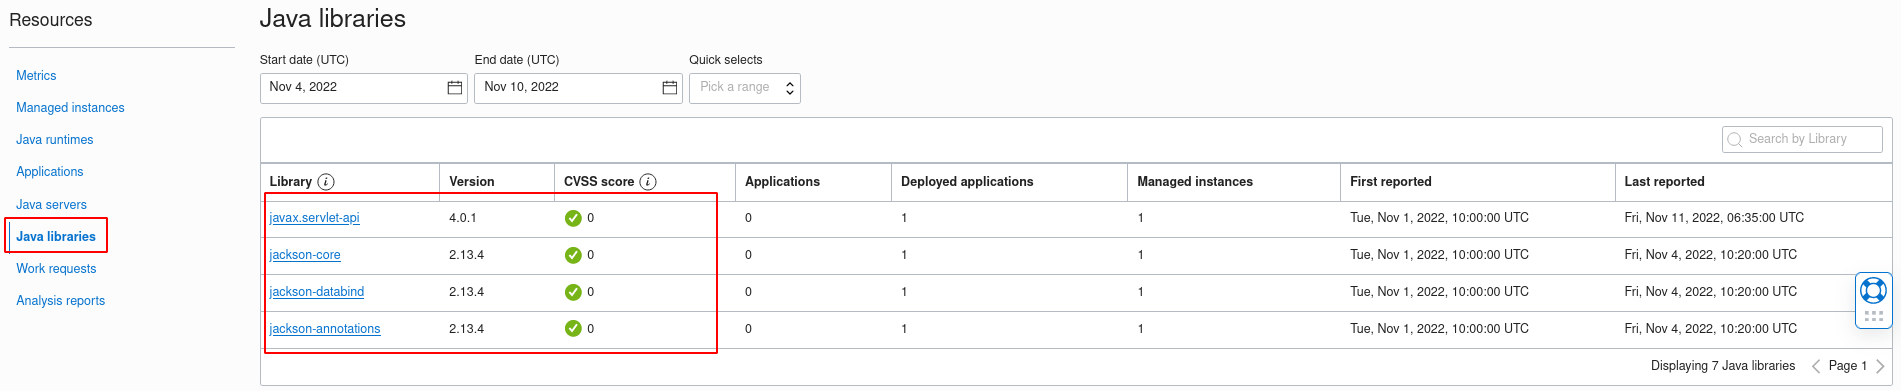 Resources
Metrics
Managed instances
Java runtimes
Applications
Java servers
Java libraries
Work requests
Analysis reports
Java libraries
Start date (UTC) End date (UTC) Quick selects
Nov 4, 2022 Nov 10, 2022 Pick a range
Search by Library
Library i Version CVSS score i Applications Deployed applications Managed instances First reported Last reported
javax.servlet-api 4.0.1 0 0 1 1 Tue, Nov 1, 2022, 10:00:00 UTC Fri, Nov 11, 2022, 06:35:00 UTC
jackson-core 2.13.4 0 0 1 1 Tue, Nov 1, 2022, 10:00:00 UTC Fri, Nov 4, 2022, 10:20:00 UTC
jackson-databind 2.13.4 0 0 1 1 Tue, Nov 1, 2022, 10:00:00 UTC Fri, Nov 4, 2022, 10:20:00 UTC
jackson-annotations 2.13.4 0 0 1 1 Tue, Nov 1, 2022, 10:00:00 UTC Fri, Nov 4, 2022, 10:20:00 UTC
Displaying 7 Java libraries Page 1